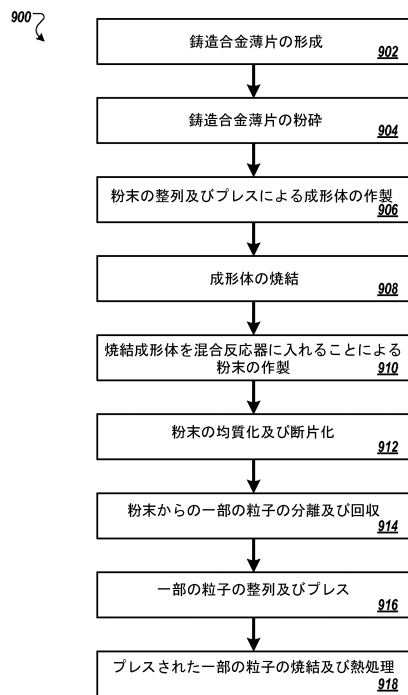 900
鋳造合金薄片の形成
902
鋳造合金薄片の粉砕
904
粉末の整列及びプレスによる成形体の作製
906
成形体の焼結
908
焼結成形体を混合反応器に入れることによる
粉末の作製
910
粉末の均質化及び断片化
912
粉末からの一部の粒子の分離及び回収
914
一部の粒子の整列及びプレス
916
プレスされた一部の粒子の焼結及び熱処理
918